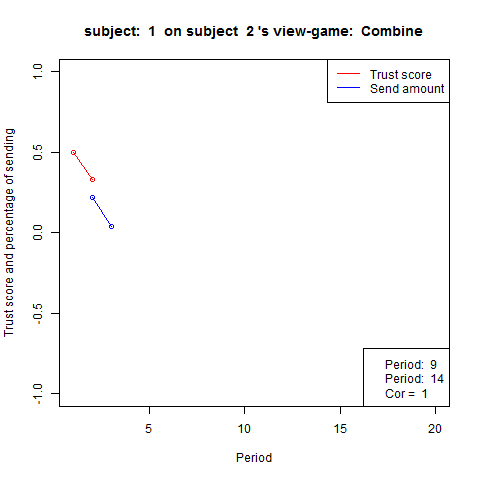 subject: 1 on subject 2 's view-game: Combine
Trust score
Send amount
1.0
0.5
0.0
-0.5
-1.0
Trust score and percentage of sending
Period: 9
Period: 14
Cor = 1
5 10 15 20
Period